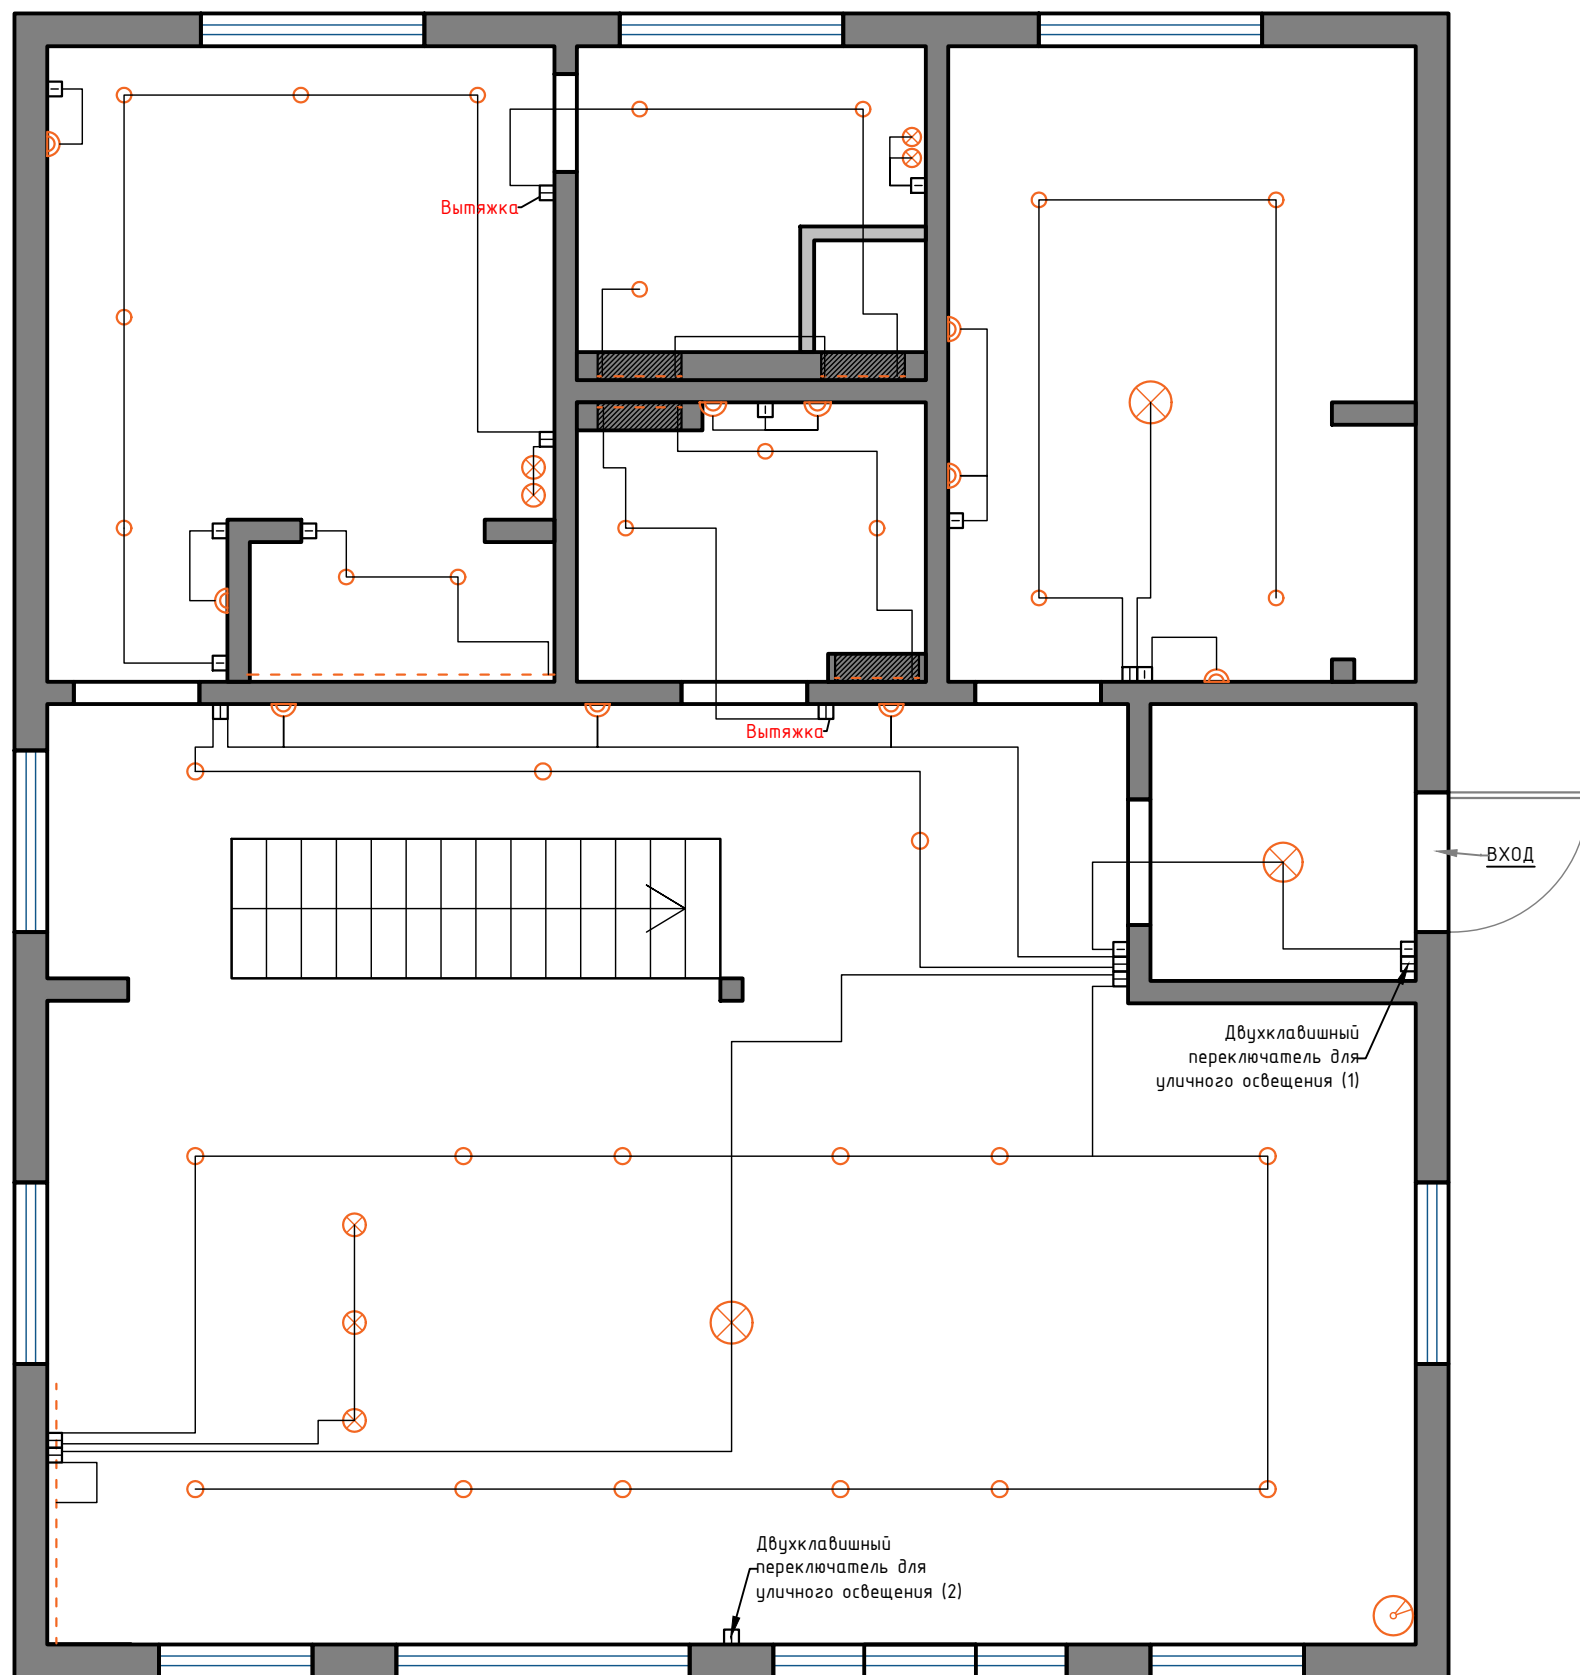 Вытяжка
Вытяжка
ВХОД
Двухклавишный
переключатель для
уличного освещения (1)
Двухклавишный
переключатель для
уличного освещения (2)